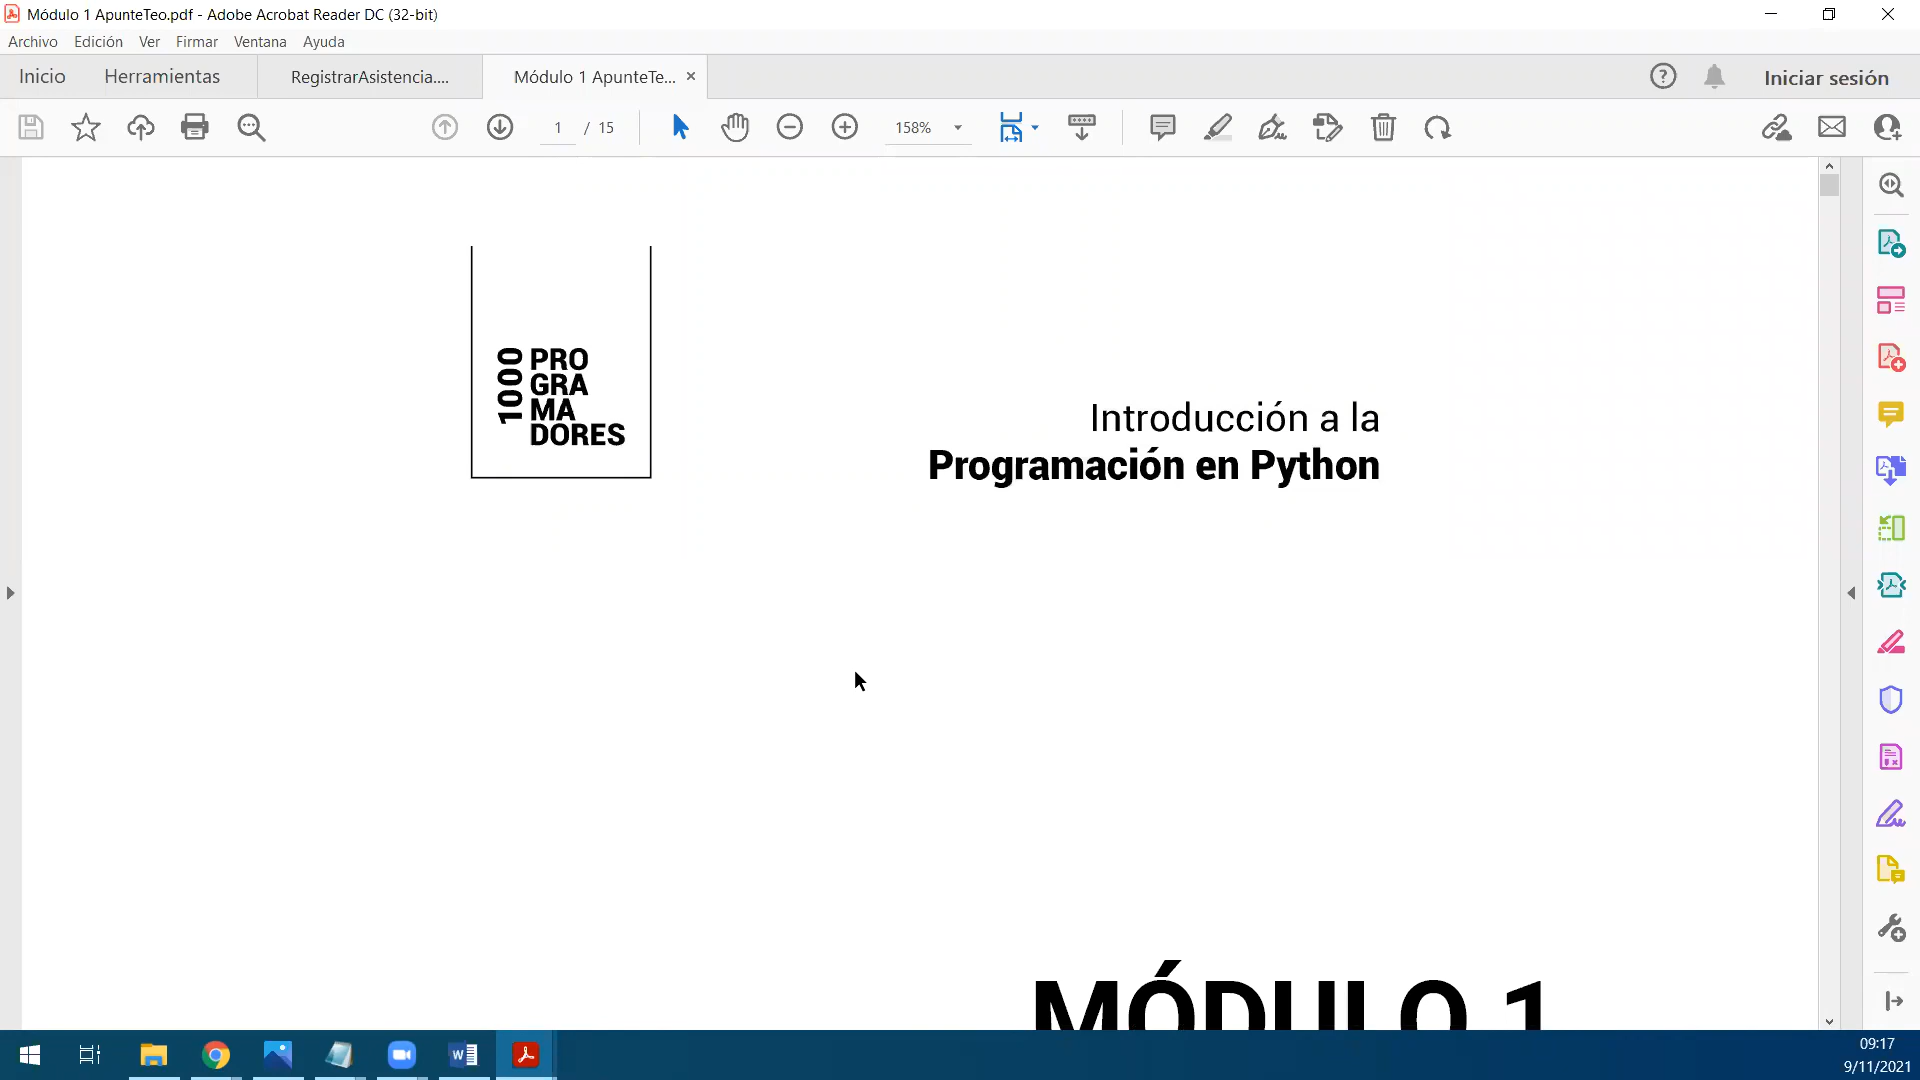 Módulo 1 ApunteTeo.pdf - Adobe Acrobat Reader DC (32-bit)
Archivo Edición Ver Firmar Ventana Ayuda
Inicio Herramientas RegistrarAsistencia.... Módulo 1 ApunteTe... Iniciar sesión
1 / 15 158%
1000
PRO
GRA
MA
DORES
Introducción a la
Programación en Python
MÓDULO 1
09:17
9/11/2021